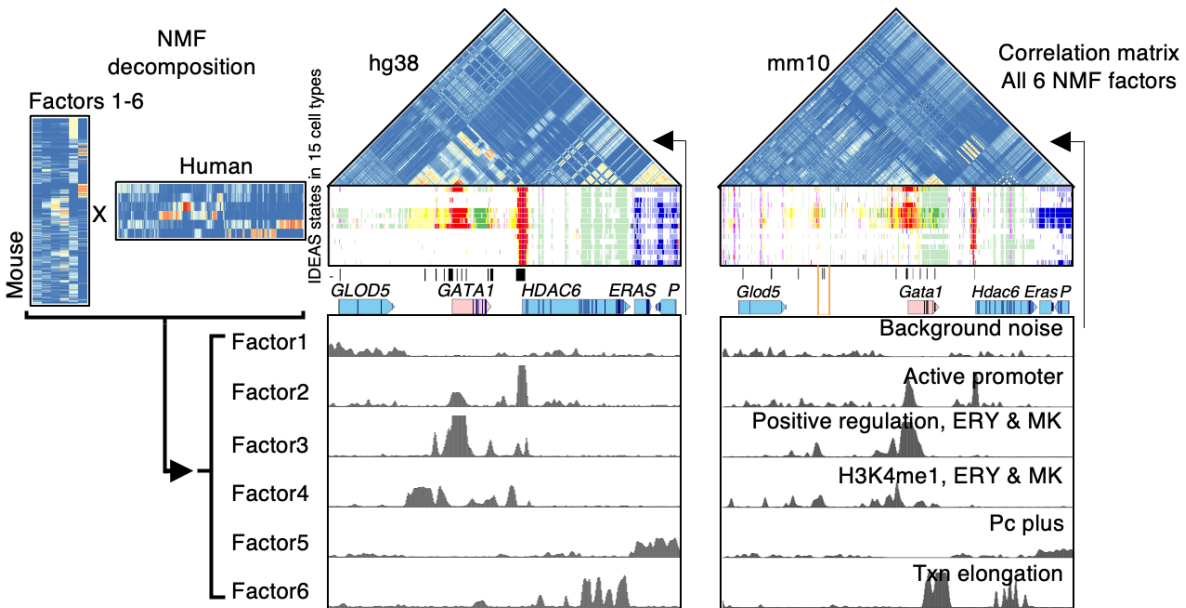 NMF
decomposition
Factors 1-6
Mouse
X
Human
IDEAS states in 15 cell types
hg38
mm10
Correlation matrix
All 6 NMF factors
GLOD5 GATA1 HDAC6 ERAS P
Glod5 Gata1 Hdac6 Eras P
Factor1
Background noise
Factor2
Active promoter
Factor3
Positive regulation, ERY & MK
Factor4
H3K4me1, ERY & MK
Factor5
Pc plus
Factor6
Txn elongation